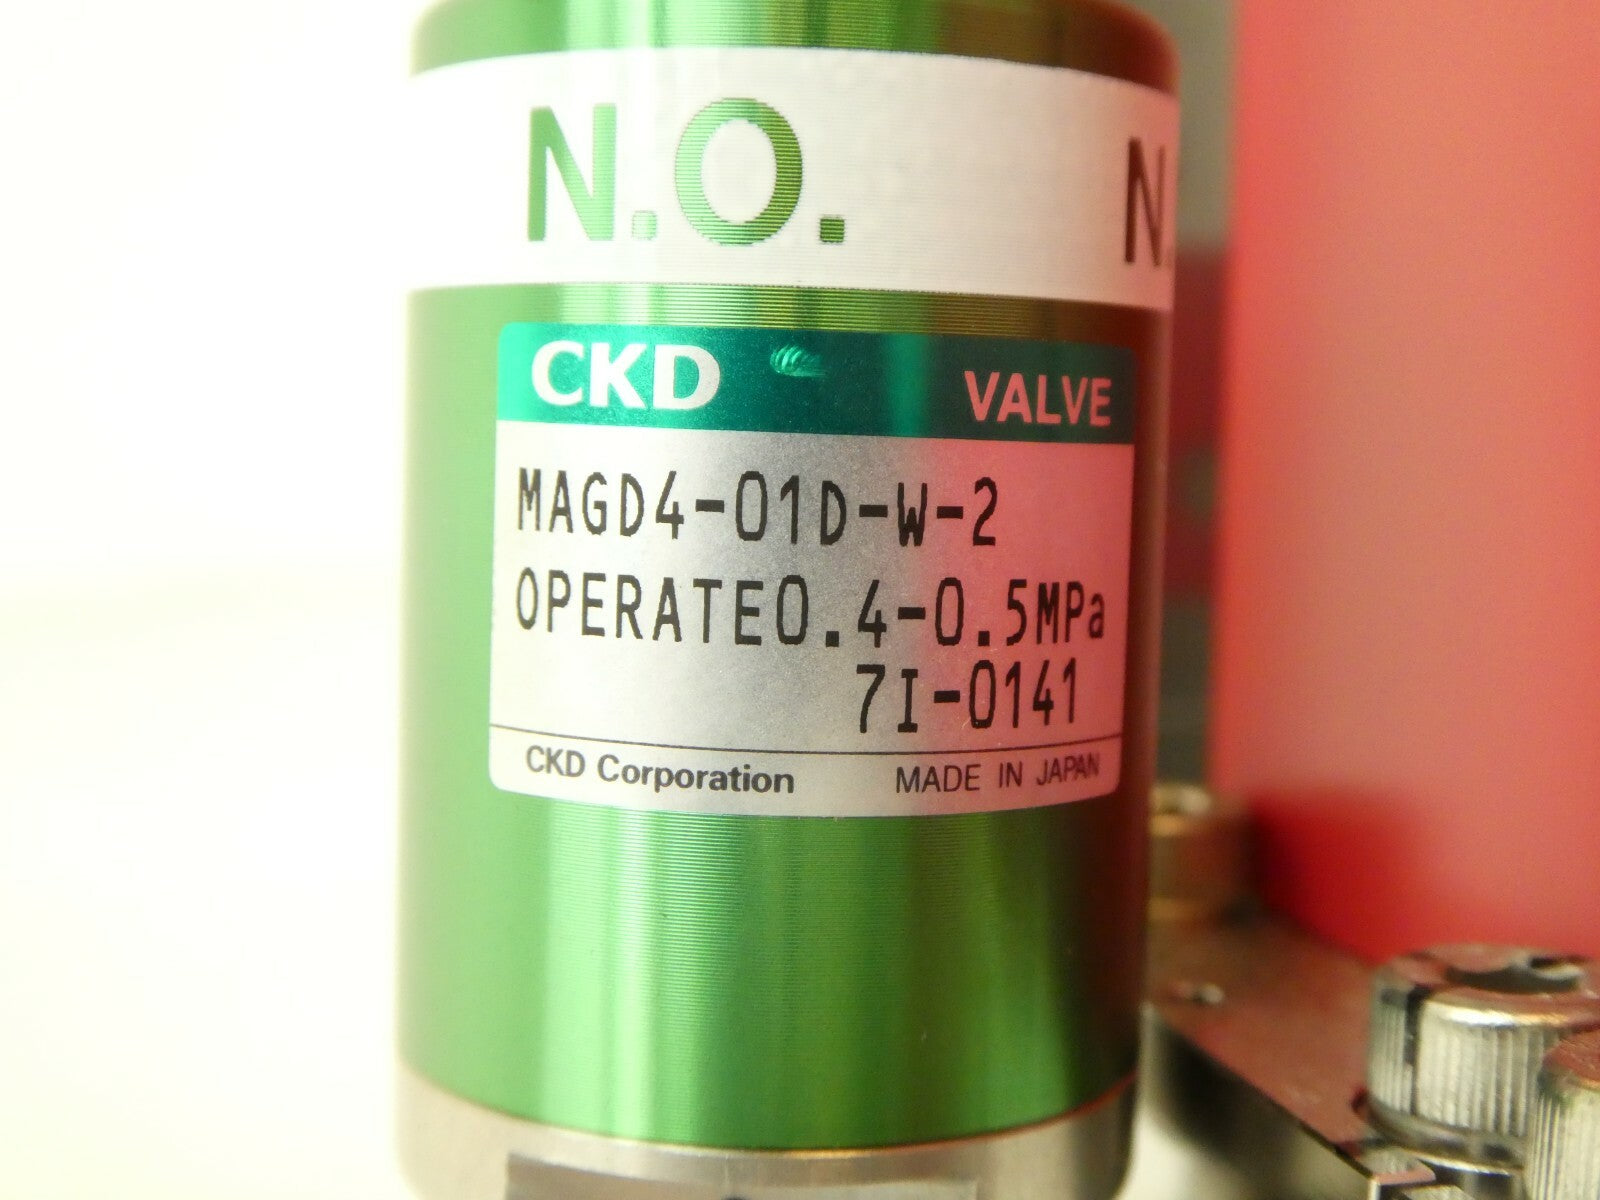 N.O. N.
CKD VALVE
MAGD4-01D-W-2
OPERATE0.4-0.5MPa
7I-0141
CKD Corporation MADE IN JAPAN